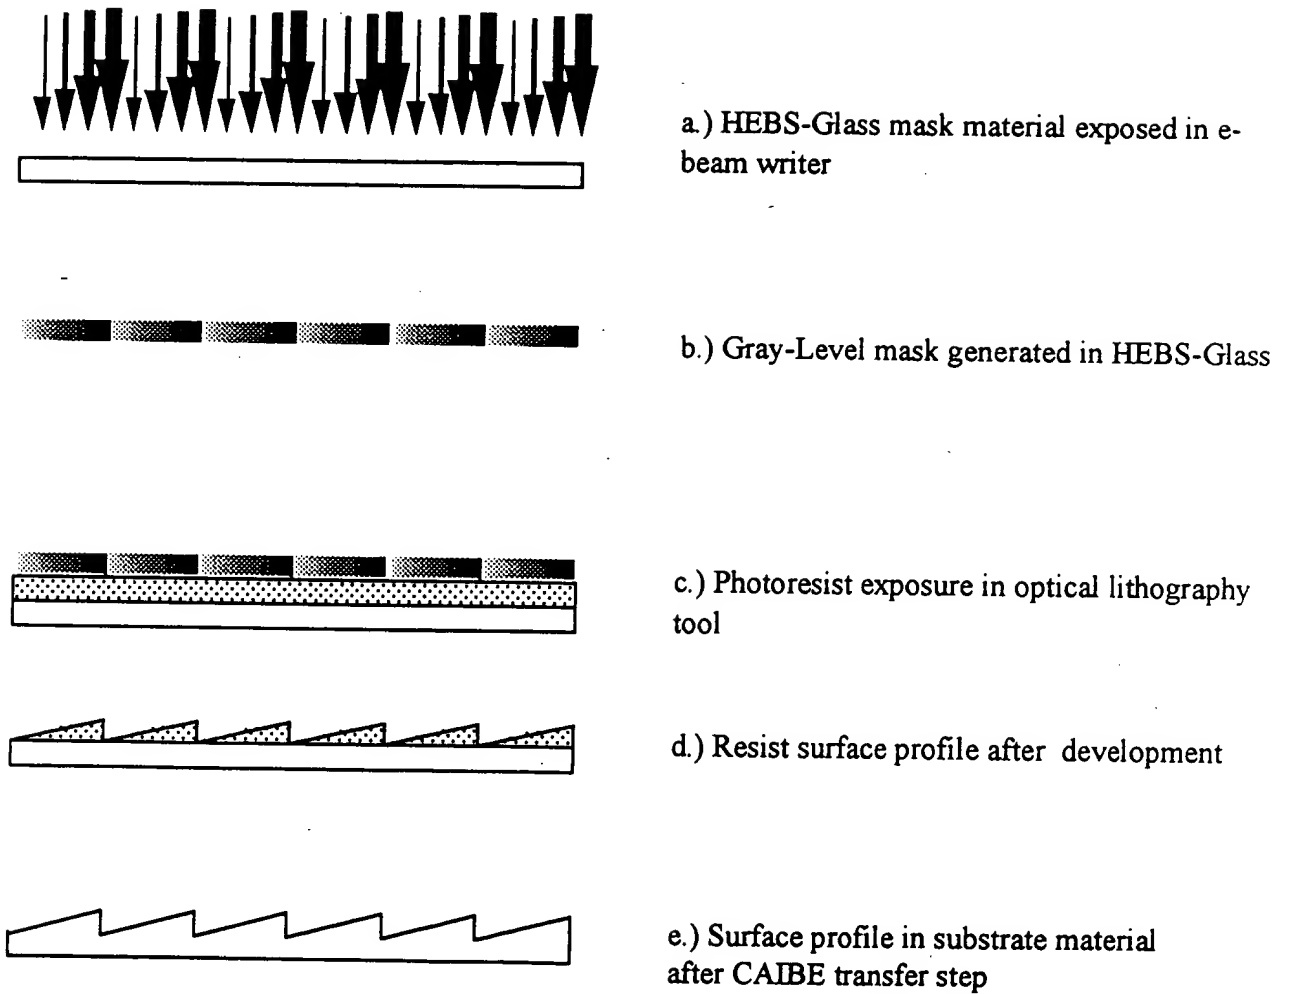 a.) HEBS-Glass mask material exposed in e-
beam writer
b.) Gray-Level mask generated in HEBS-Glass
c.) Photoresist exposure in optical lithography
tool
d.) Resist surface profile after development
e.) Surface profile in substrate material
after CAIBE transfer step